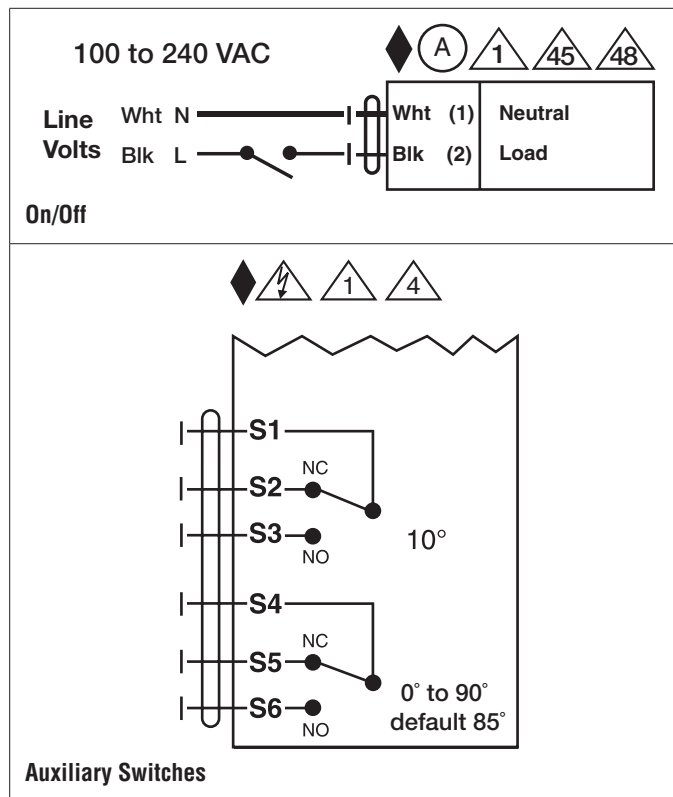 100 to 240 VAC
A 1 45 48
Line Volts
Wht N
Blk L
Wht (1) Neutral
Blk (2) Load
On/Off
1 4
S1
NC
S2
S3
NO
10°
S4
NC
S5
S6
NO
0° to 90°
default 85°
Auxiliary Switches